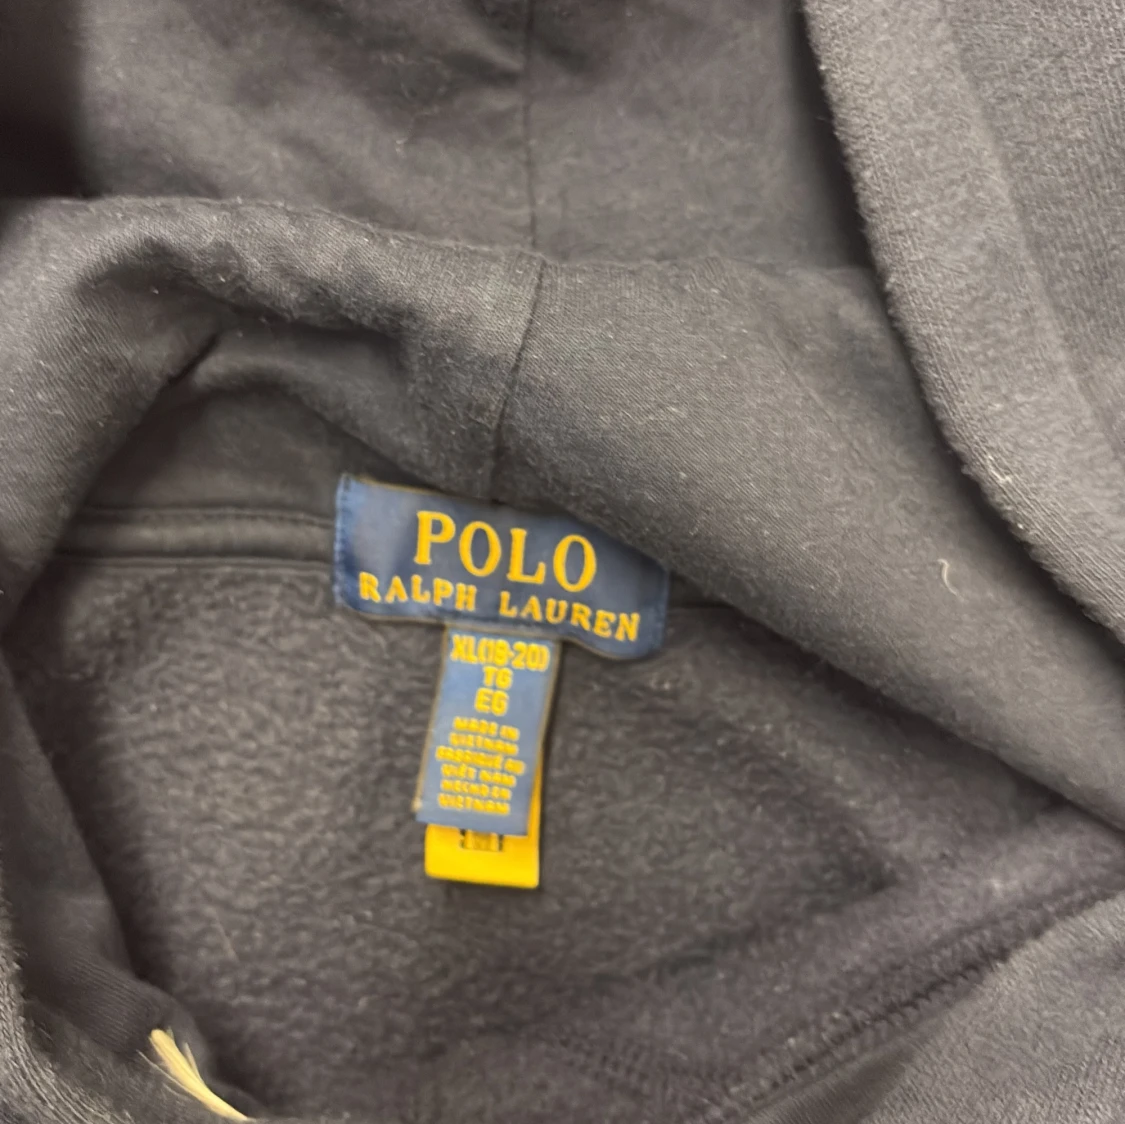 POLO
RALPH LAUREN
XL(18-20)
TG
EG
MADE IN
VIETNAM
FABRIQUÉ AU
VIÊT NAM
HECHO EN
VIETNAM